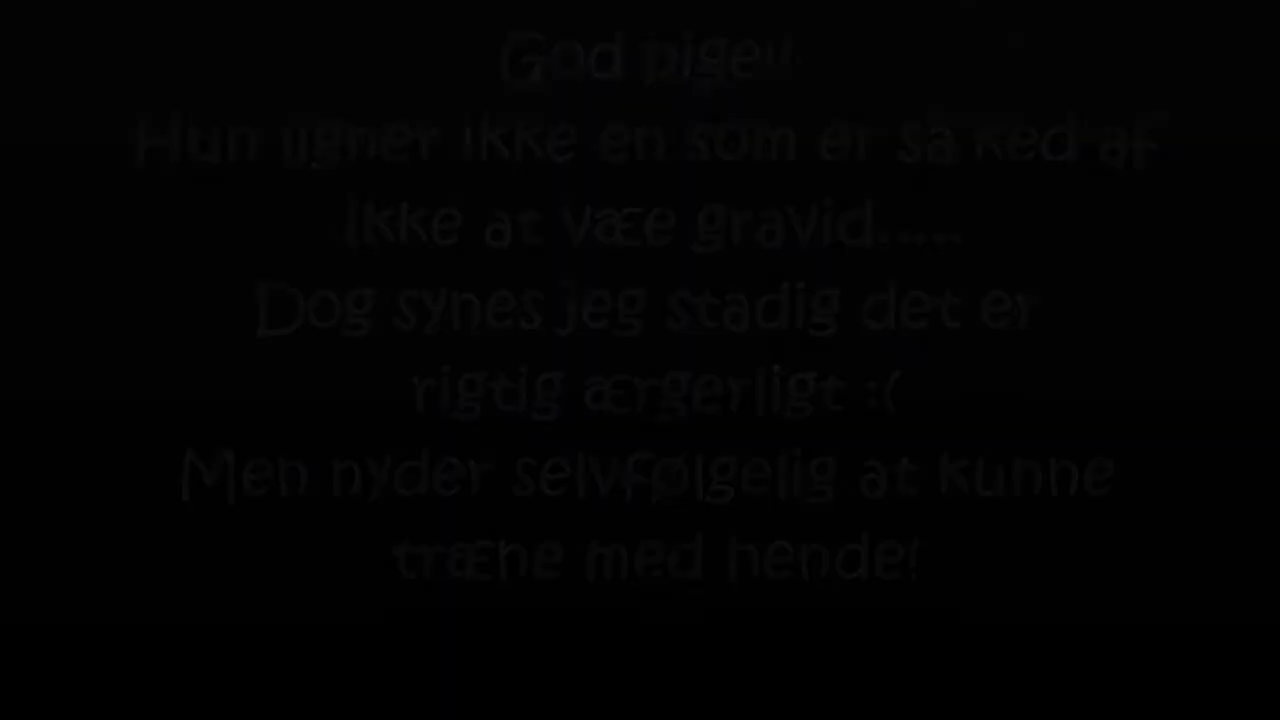 God pige!!
Hun ligner ikke en som er så ked af
ikke at væe gravid.....
Dog synes jeg stadig det er
rigtig ærgerligt :(
Men nyder selvfølgelig at kunne
træne med hende!